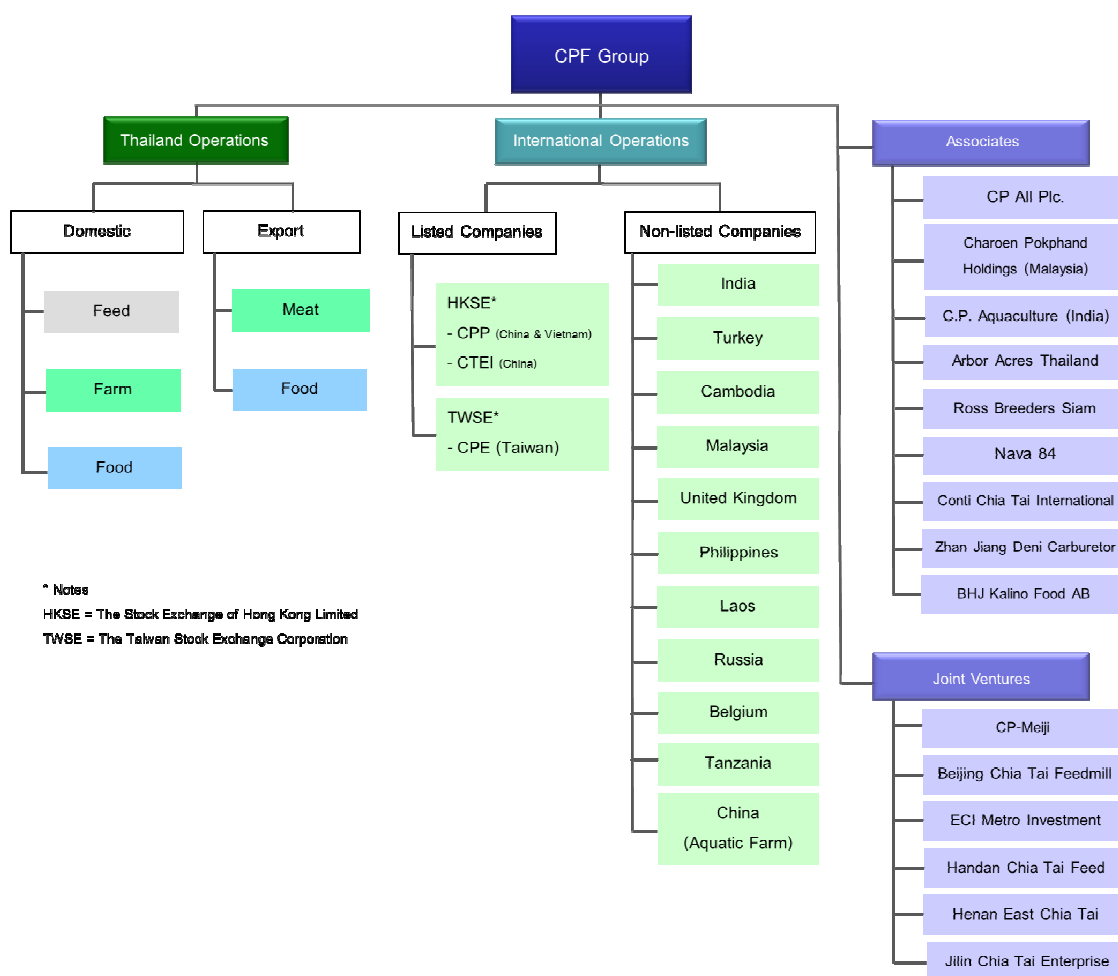 CPF Group
Thailand Operations
International Operations
Associates
Domestic
Export
Listed Companies
Non-listed Companies
Feed
Farm
Food
Meat
Food
HKSE*
- CPP (China & Vietnam)
- CTEI (China)
TWSE*
- CPE (Taiwan)
India
Turkey
Cambodia
Malaysia
United Kingdom
Philippines
Laos
Russia
Belgium
Tanzania
China
(Aquatic Farm)
CP All Plc.
Charoen Pokphand
Holdings (Malaysia)
C.P. Aquaculture (India)
Arbor Acres Thailand
Ross Breeders Siam
Nava 84
Conti Chia Tai International
Zhan Jiang Deni Carburetor
BHJ Kalino Food AB
Joint Ventures
CP-Meiji
Beijing Chia Tai Feedmill
ECI Metro Investment
Handan Chia Tai Feed
Henan East Chia Tai
Jilin Chia Tai Enterprise
* Notes
HKSE = The Stock Exchange of Hong Kong Limited
TWSE = The Taiwan Stock Exchange Corporation